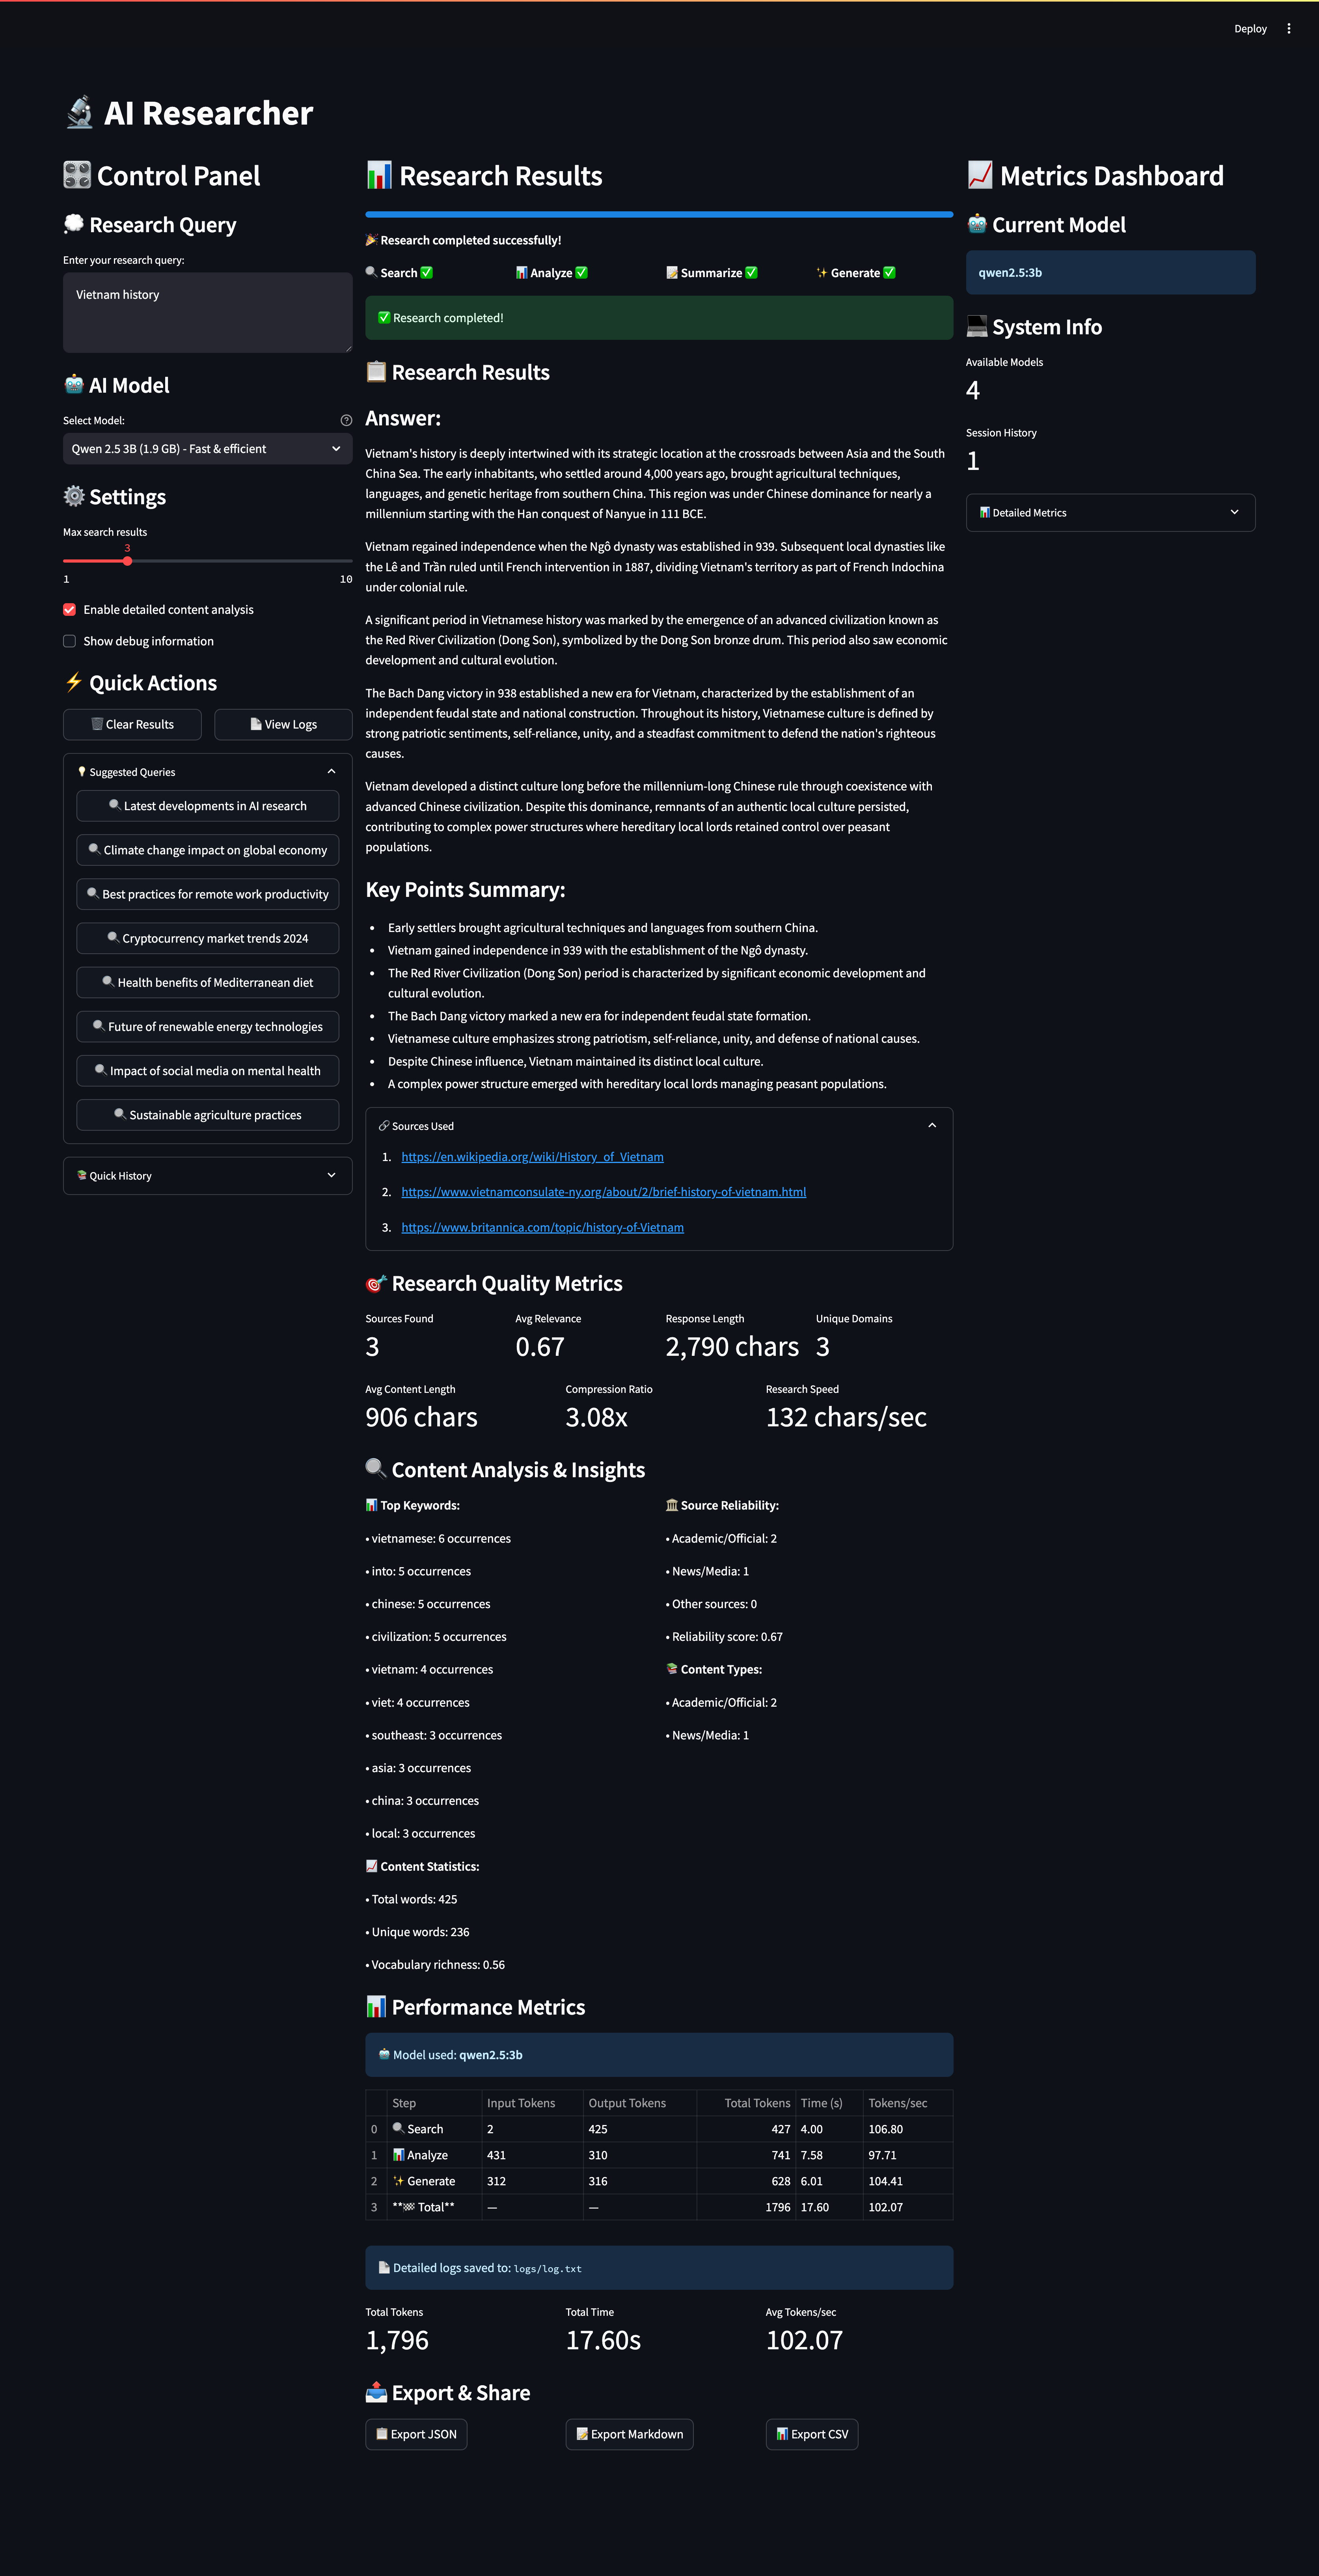 Deploy
🔬 AI Researcher
🎛️ Control Panel
💭 Research Query
Enter your research query:
Vietnam history
🤖 AI Model
Select Model:
Qwen 2.5 3B (1.9 GB) - Fast & efficient
⚙️ Settings
Max search results
3
1 10
Enable detailed content analysis
Show debug information
⚡ Quick Actions
🗑️ Clear Results
📄 View Logs
💡 Suggested Queries
🔍 Latest developments in AI research
🔍 Climate change impact on global economy
🔍 Best practices for remote work productivity
🔍 Cryptocurrency market trends 2024
🔍 Health benefits of Mediterranean diet
🔍 Future of renewable energy technologies
🔍 Impact of social media on mental health
🔍 Sustainable agriculture practices
📚 Quick History
📊 Research Results
🎉 Research completed successfully!
🔍 Search ✅ 📊 Analyze ✅ 📝 Summarize ✅ ✨ Generate ✅
✅ Research completed!
📋 Research Results
Answer:
Vietnam's history is deeply intertwined with its strategic location at the crossroads between Asia and the South
China Sea. The early inhabitants, who settled around 4,000 years ago, brought agricultural techniques,
languages, and genetic heritage from southern China. This region was under Chinese dominance for nearly a
millennium starting with the Han conquest of Nanyue in 111 BCE.
Vietnam regained independence when the Ngô dynasty was established in 939. Subsequent local dynasties like
the Lê and Trần ruled until French intervention in 1887, dividing Vietnam's territory as part of French Indochina
under colonial rule.
A significant period in Vietnamese history was marked by the emergence of an advanced civilization known as
the Red River Civilization (Dong Son), symbolized by the Dong Son bronze drum. This period also saw economic
development and cultural evolution.
The Bach Dang victory in 938 established a new era for Vietnam, characterized by the establishment of an
independent feudal state and national construction. Throughout its history, Vietnamese culture is defined by
strong patriotic sentiments, self-reliance, unity, and a steadfast commitment to defend the nation's righteous
causes.
Vietnam developed a distinct culture long before the millennium-long Chinese rule through coexistence with
advanced Chinese civilization. Despite this dominance, remnants of an authentic local culture persisted,
contributing to complex power structures where hereditary local lords retained control over peasant
populations.
Key Points Summary:
• Early settlers brought agricultural techniques and languages from southern China.
• Vietnam gained independence in 939 with the establishment of the Ngô dynasty.
• The Red River Civilization (Dong Son) period is characterized by significant economic development and
cultural evolution.
• The Bach Dang victory marked a new era for independent feudal state formation.
• Vietnamese culture emphasizes strong patriotism, self-reliance, unity, and defense of national causes.
• Despite Chinese influence, Vietnam maintained its distinct local culture.
• A complex power structure emerged with hereditary local lords managing peasant populations.
🔗 Sources Used
1. https://en.wikipedia.org/wiki/History_of_Vietnam
2. https://www.vietnamconsulate-ny.org/about/2/brief-history-of-vietnam.html
3. https://www.britannica.com/topic/history-of-Vietnam
🎯 Research Quality Metrics
Sources Found Avg Relevance Response Length Unique Domains
3 0.67 2,790 chars 3
Avg Content Length Compression Ratio Research Speed
906 chars 3.08x 132 chars/sec
🔍 Content Analysis & Insights
📊 Top Keywords:
• vietnamese: 6 occurrences
• into: 5 occurrences
• chinese: 5 occurrences
• civilization: 5 occurrences
• vietnam: 4 occurrences
• viet: 4 occurrences
• southeast: 3 occurrences
• asia: 3 occurrences
• china: 3 occurrences
• local: 3 occurrences
📈 Content Statistics:
• Total words: 425
• Unique words: 236
• Vocabulary richness: 0.56
🏛️ Source Reliability:
• Academic/Official: 2
• News/Media: 1
• Other sources: 0
• Reliability score: 0.67
📚 Content Types:
• Academic/Official: 2
• News/Media: 1
📊 Performance Metrics
🤖 Model used: qwen2.5:3b
Step Input Tokens Output Tokens Total Tokens Time (s) Tokens/sec
0 🔍 Search 2 425 427 4.00 106.80
1 📊 Analyze 431 310 741 7.58 97.71
2 ✨ Generate 312 316 628 6.01 104.41
3 **🏁 Total** — — 1796 17.60 102.07
📄 Detailed logs saved to: logs/log.txt
Total Tokens Total Time Avg Tokens/sec
1,796 17.60s 102.07
📤 Export & Share
📋 Export JSON
📝 Export Markdown
📊 Export CSV
📈 Metrics Dashboard
🤖 Current Model
qwen2.5:3b
💻 System Info
Available Models
4
Session History
1
📊 Detailed Metrics